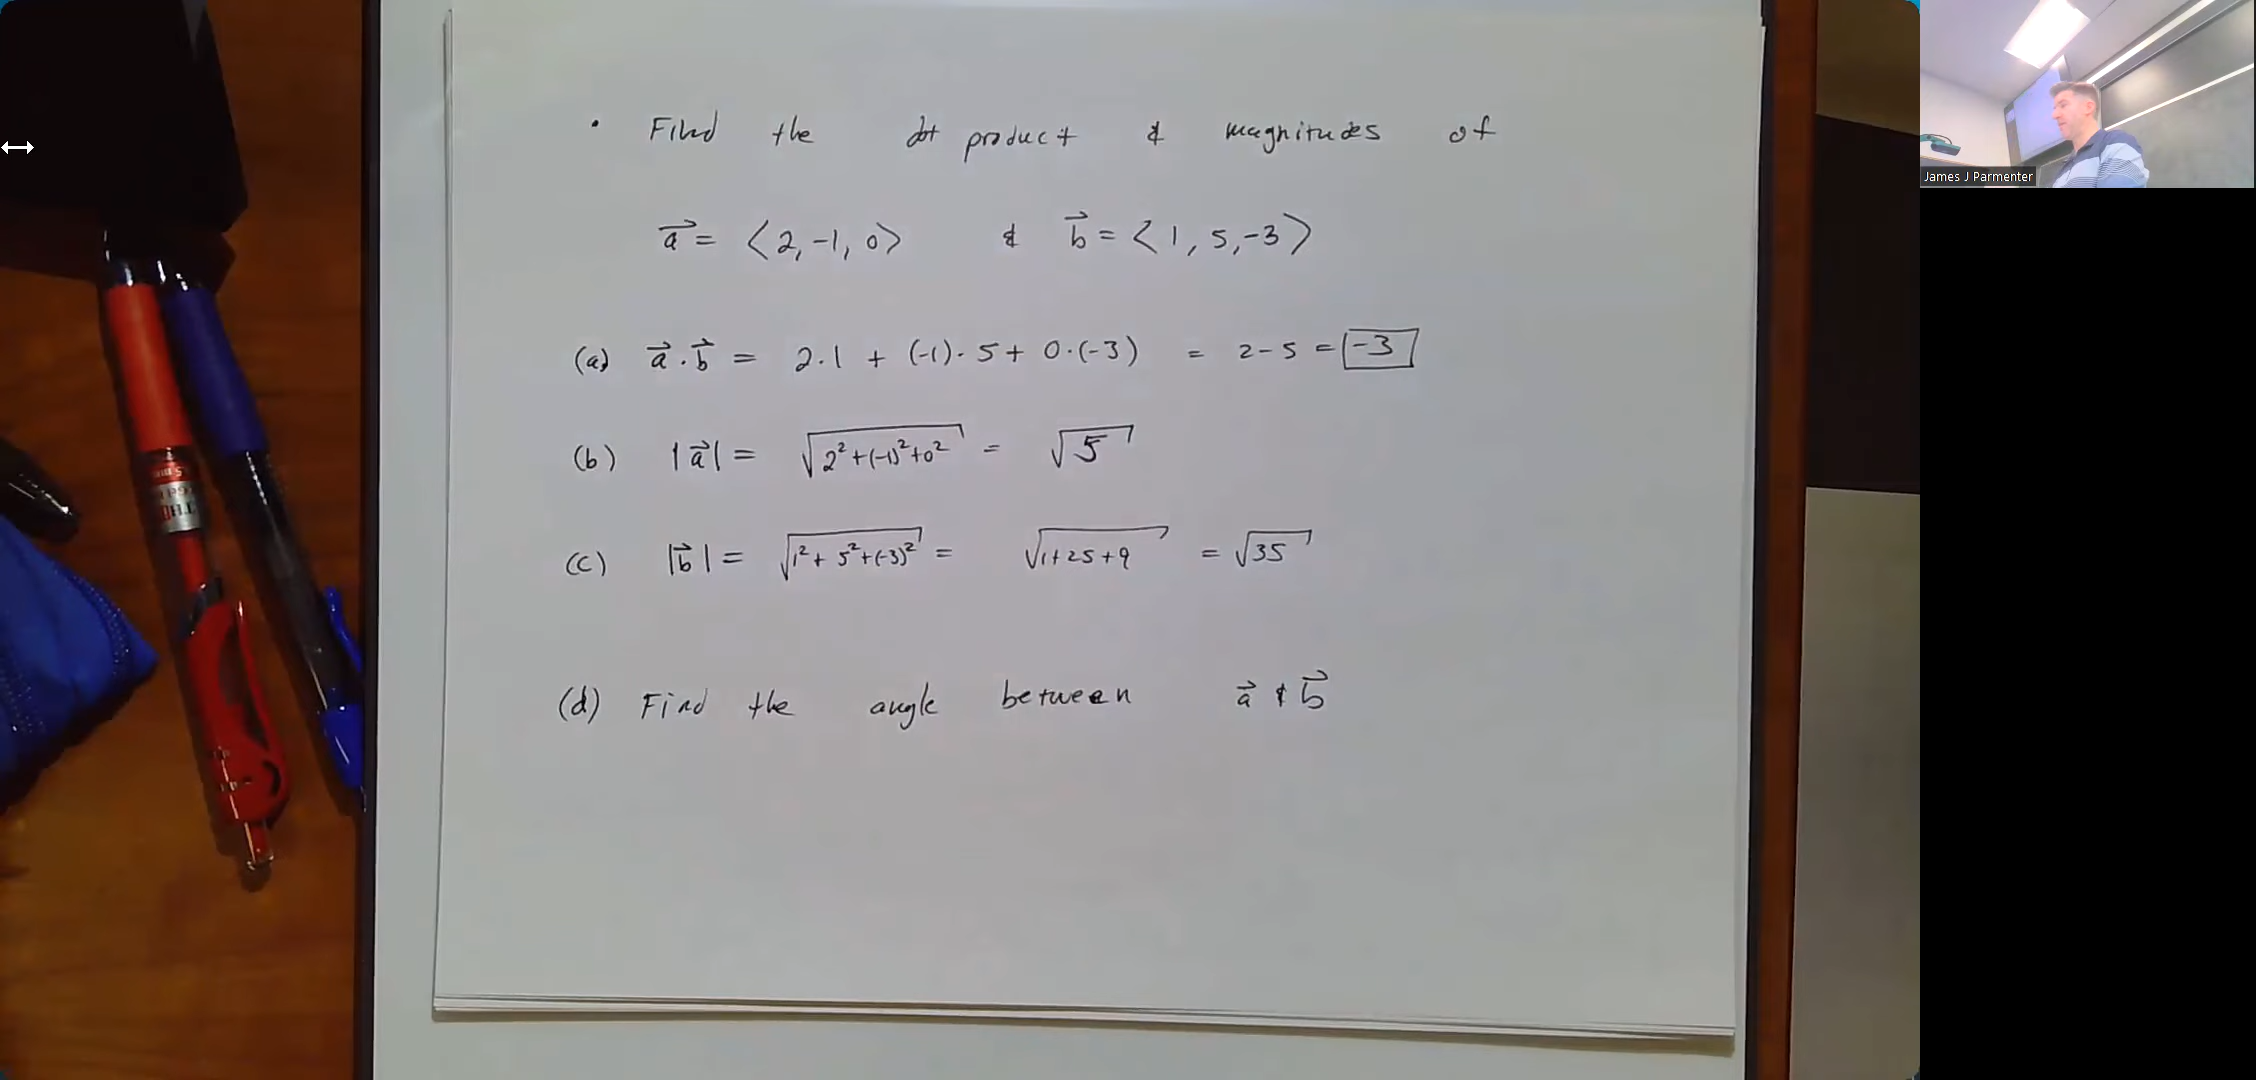 • Find the dot product & magnitudes of
a⃗ = ⟨2, -1, 0⟩ & b⃗ = ⟨1, 5, -3⟩
(a) a⃗ · b⃗ = 2·1 + (-1)·5 + 0·(-3) = 2-5 = -3
(b) |a⃗| = √(2²+(-1)²+0²) = √5
(c) |b⃗| = √(1²+5²+(-3)²) = √(1+25+9) = √35
(d) Find the angle between a⃗ & b⃗
James J Parmenter